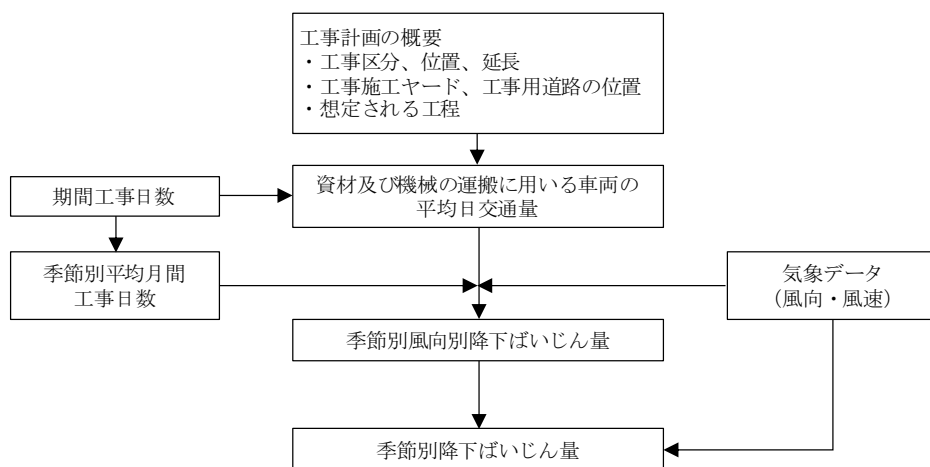 工事計画の概要
・工事区分、位置、延長
・工事施工ヤード、工事用道路の位置
・想定される工程
資材及び機械の運搬に用いる車両の
平均日交通量
期間工事日数
季節別平均月間
工事日数
気象データ
（風向・風速）
季節別風向別降下ばいじん量
季節別降下ばいじん量